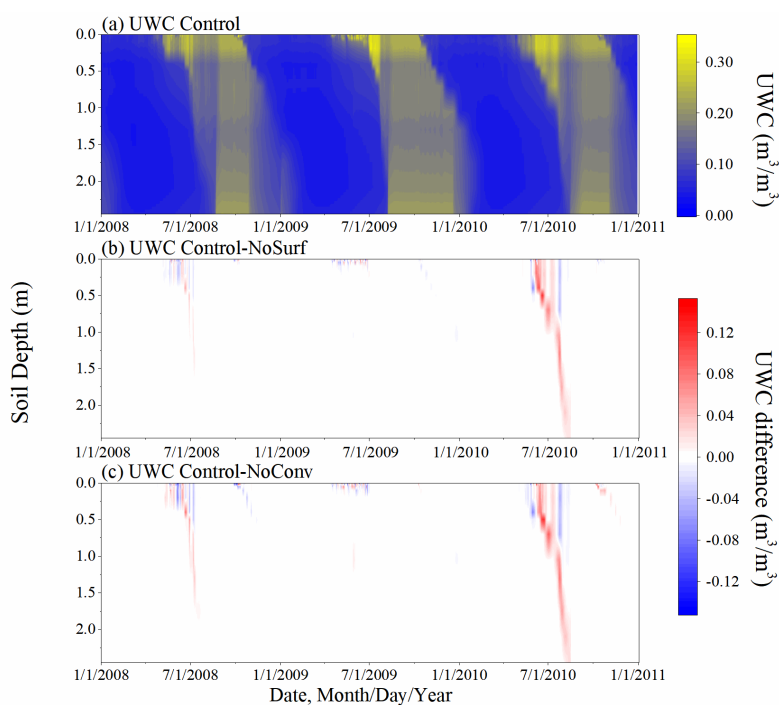 (a) UWC Control
0.0
0.5
1.0
1.5
2.0
1/1/2008 7/1/2008 1/1/2009 7/1/2009 1/1/2010 7/1/2010 1/1/2011
0.30
0.20
0.10
0.00
UWC (m³/m³)
(b) UWC Control-NoSurf
0.0
0.5
1.0
1.5
2.0
1/1/2008 7/1/2008 1/1/2009 7/1/2009 1/1/2010 7/1/2010 1/1/2011
Soil Depth (m)
(c) UWC Control-NoConv
0.0
0.5
1.0
1.5
2.0
1/1/2008 7/1/2008 1/1/2009 7/1/2009 1/1/2010 7/1/2010 1/1/2011
Date, Month/Day/Year
0.12
0.08
0.04
0.00
-0.04
-0.08
-0.12
UWC difference (m³/m³)